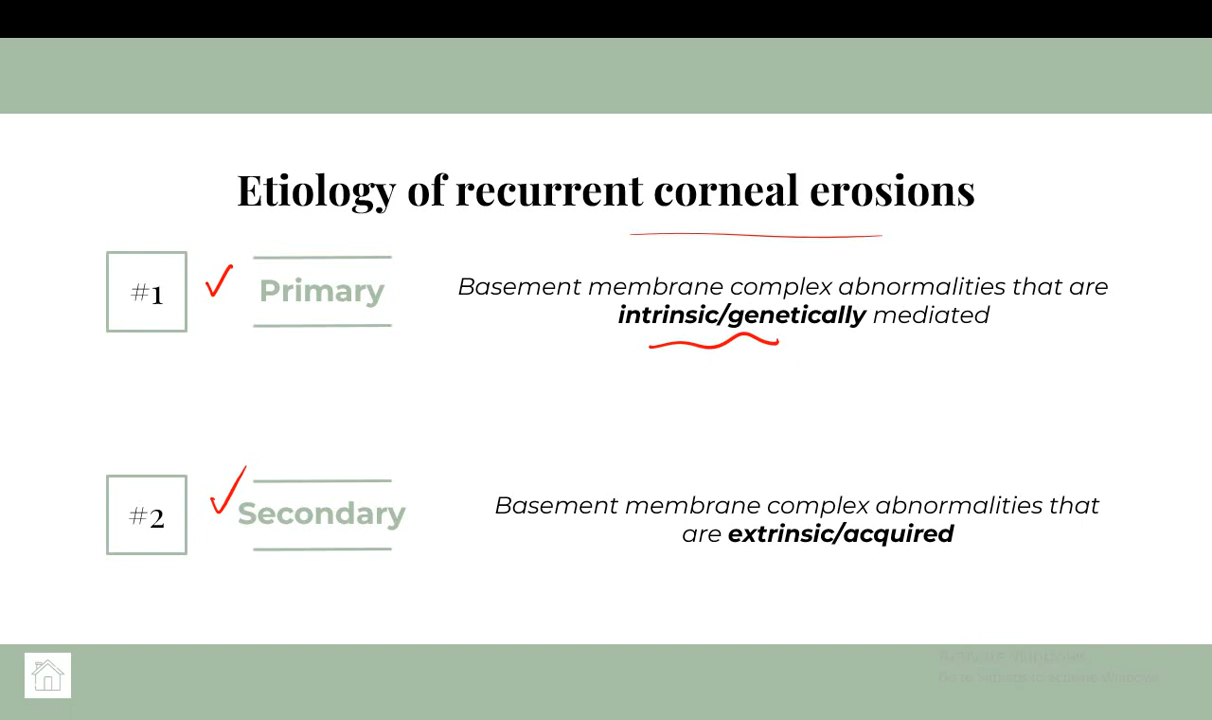 Etiology of recurrent corneal erosions
#1
Primary
Basement membrane complex abnormalities that are
intrinsic/genetically mediated
#2
Secondary
Basement membrane complex abnormalities that
are extrinsic/acquired